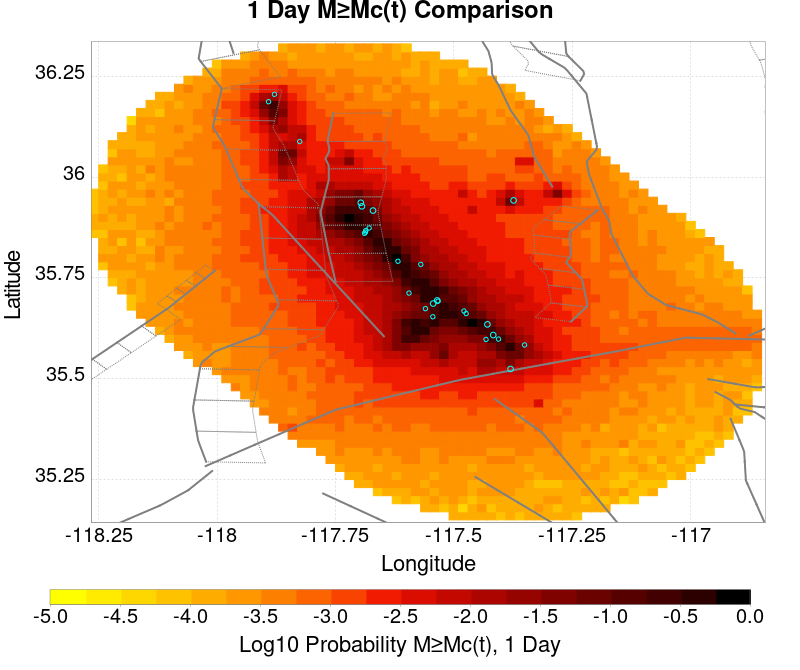 1 Day M≥Mc(t) Comparison
36.25
36
35.75
35.5
35.25
Latitude
-118.25 -118 -117.75 -117.5 -117.25 -117
Longitude
-5.0 -4.5 -4.0 -3.5 -3.0 -2.5 -2.0 -1.5 -1.0 -0.5 0.0
Log10 Probability M≥Mc(t), 1 Day